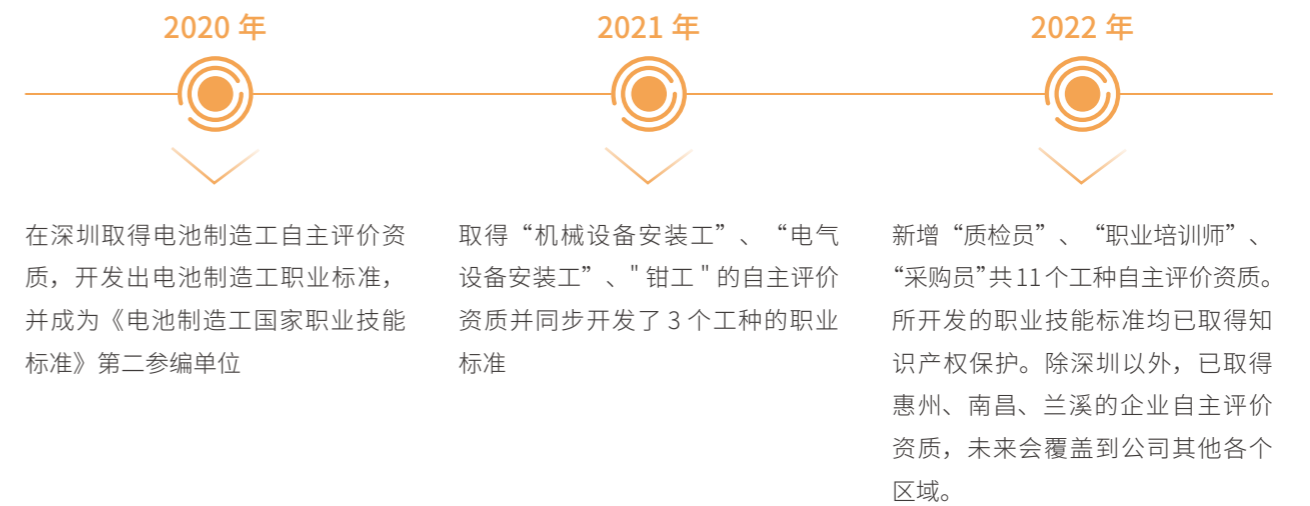 2020 年
在深圳取得电池制造工自主评价资
质，开发出电池制造工职业标准，
并成为《电池制造工国家职业技能
标准》第二参编单位
2021 年
取得“机械设备安装工”、“电气
设备安装工”、" 钳工 " 的自主评价
资质并同步开发了 3 个工种的职业
标准
2022 年
新增“质检员”、“职业培训师”、
“采购员”共 11 个工种自主评价资质。
所开发的职业技能标准均已取得知
识产权保护。除深圳以外，已取得
惠州、南昌、兰溪的企业自主评价
资质，未来会覆盖到公司其他各个
区域。